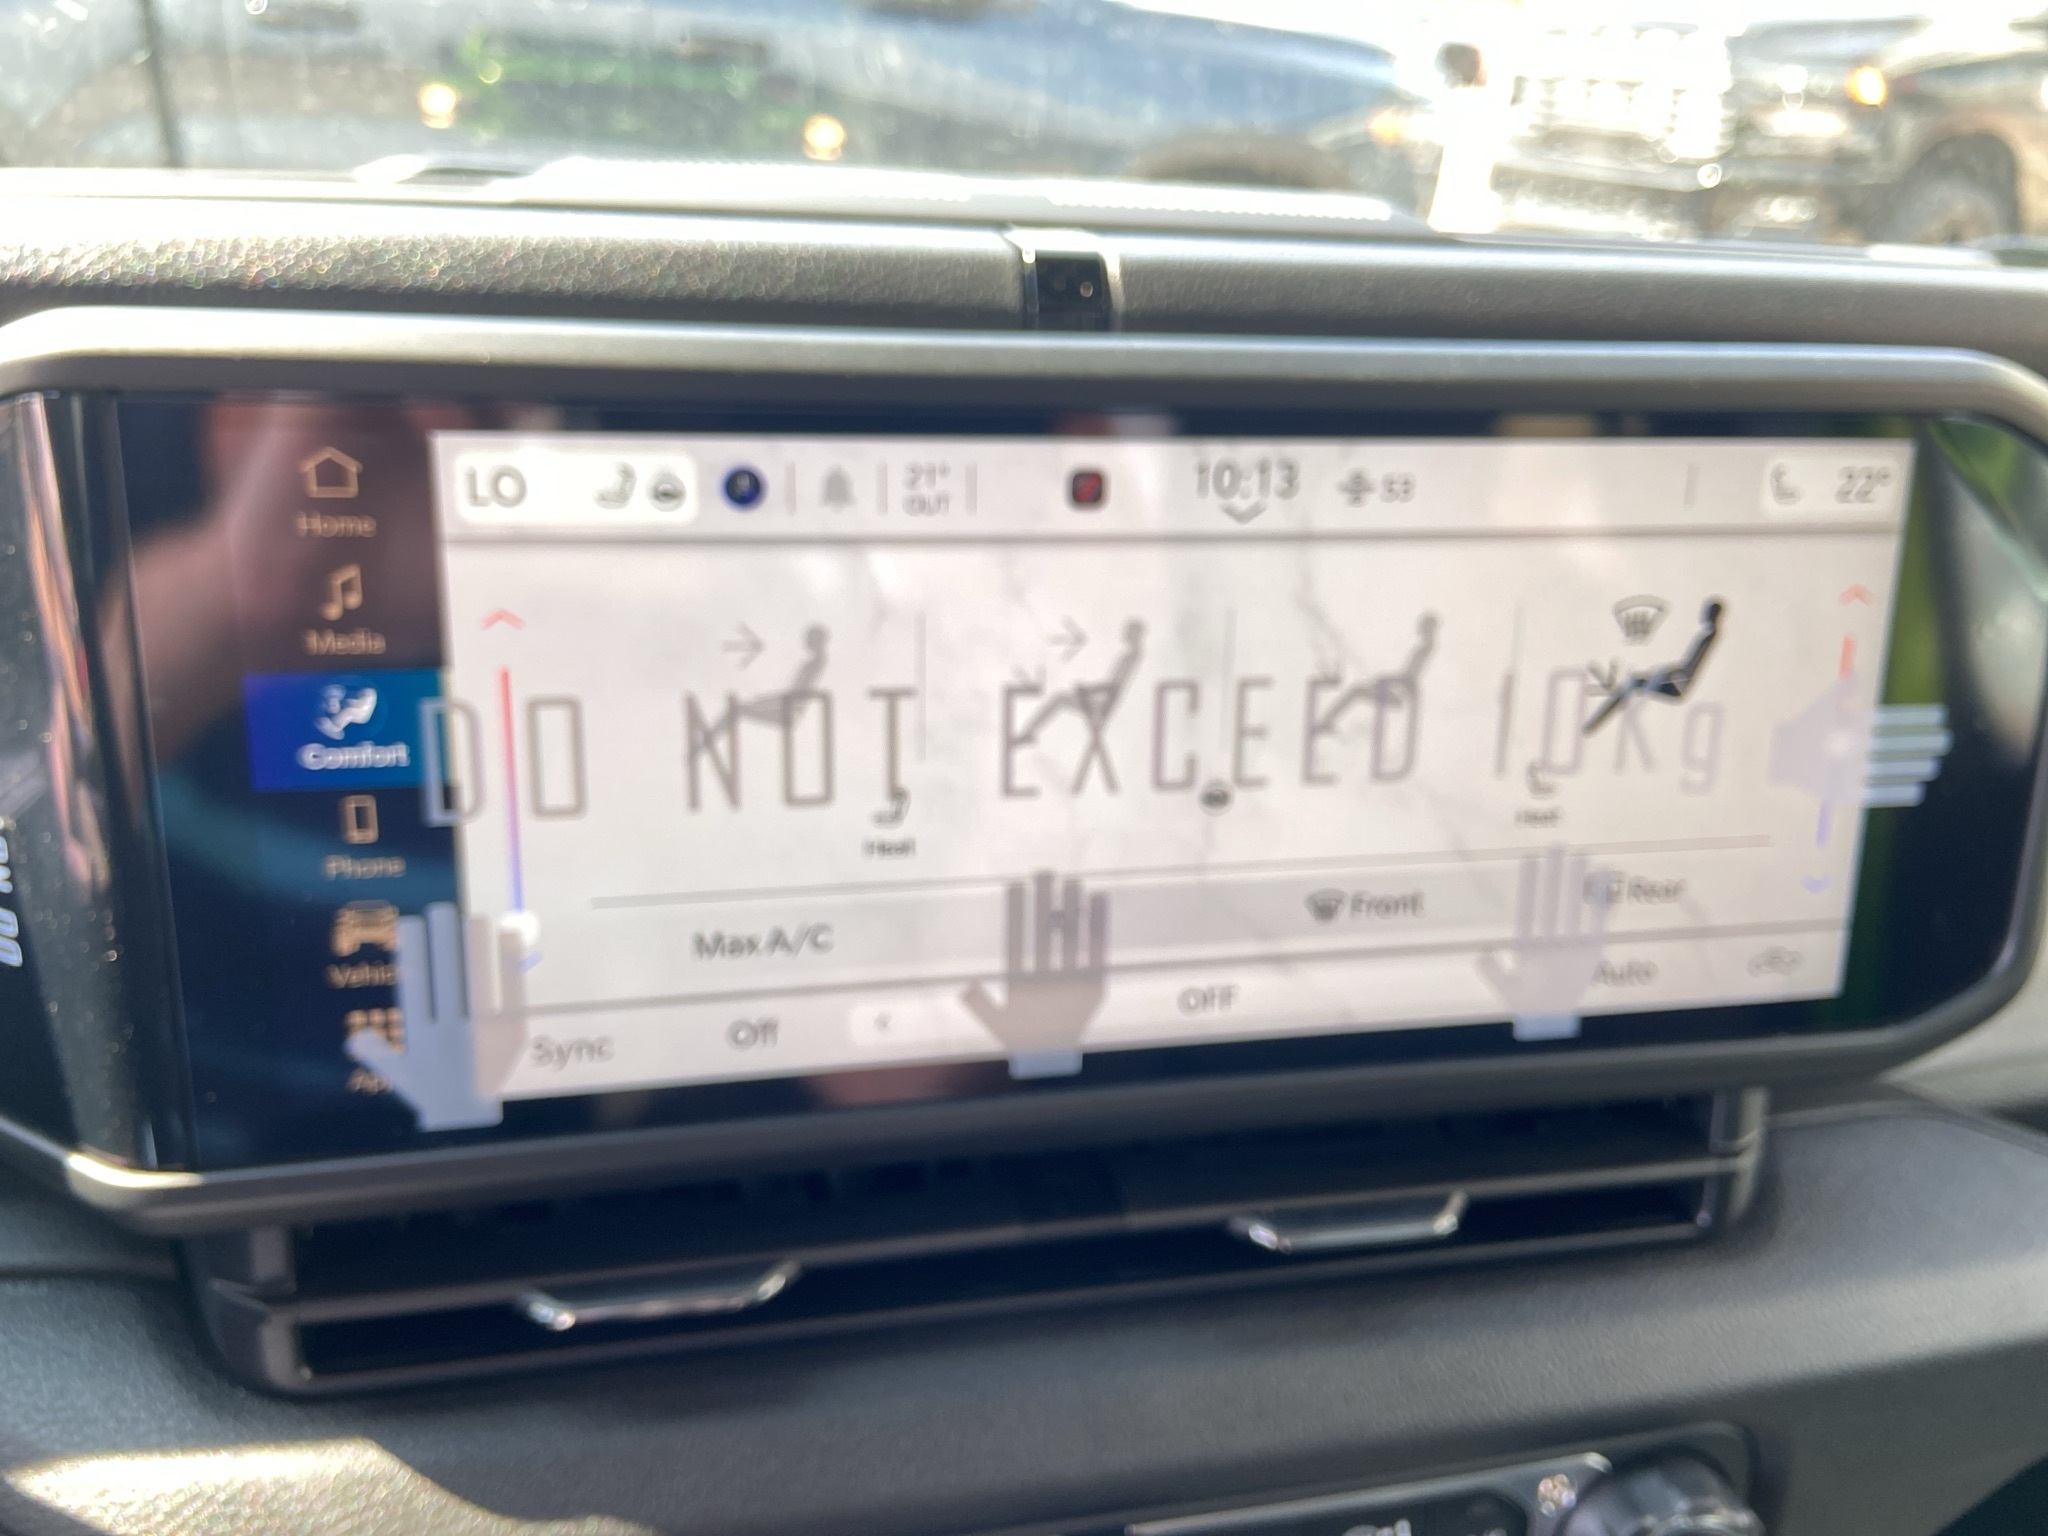 LO
21°
OUT
10:13
53
22°
Home
Media
Comfort
DO NOT EXCEED 10Kg
Phone
Heat
Heat
Max A/C
Front
Rear
Sync
Off
OFF
Auto